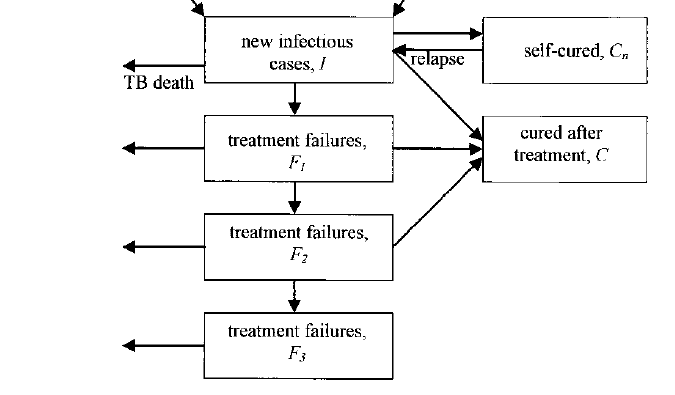 new infectious
cases, I
self-cured, Cn
relapse
TB death
treatment failures,
F1
cured after
treatment, C
treatment failures,
F2
treatment failures,
F3